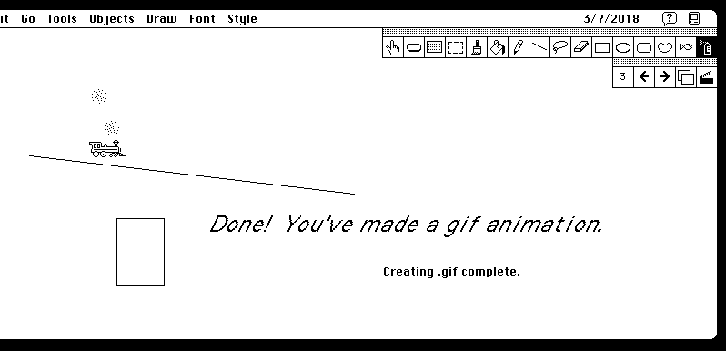 it Go Tools Objects Draw Font Style 3/7/2018 ?
3
Done! You've made a gif animation.
Creating .gif complete.